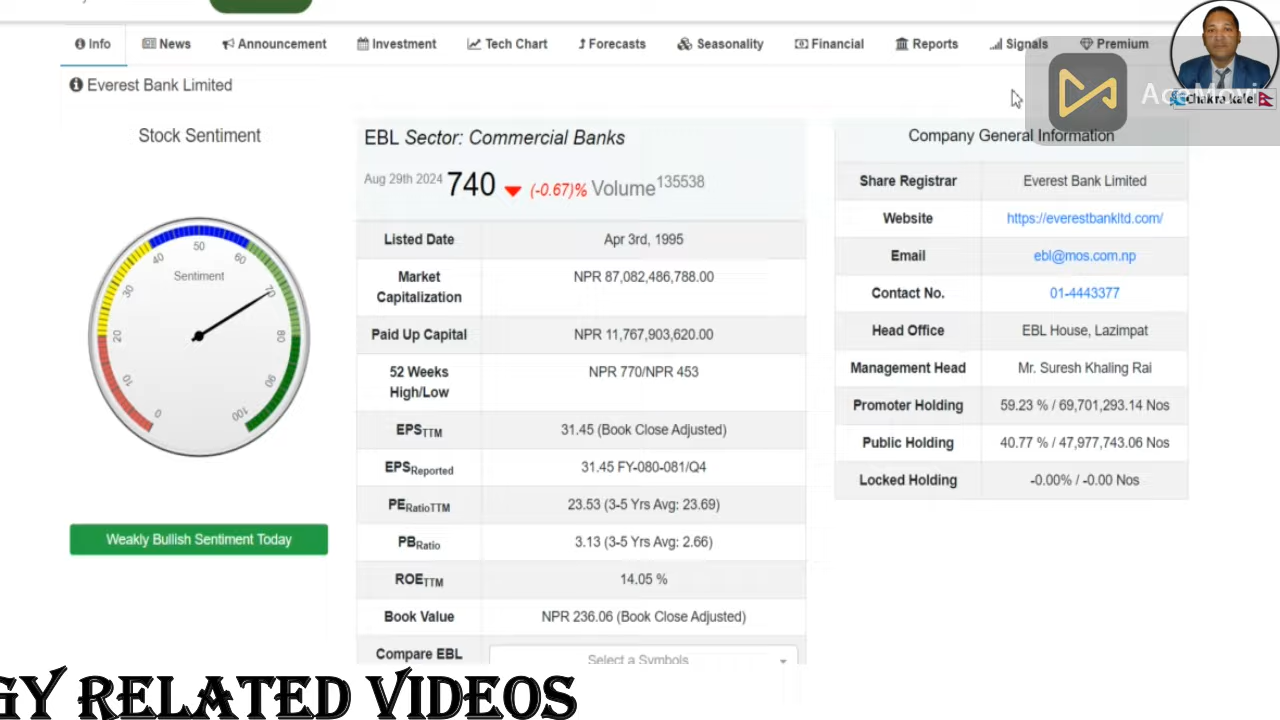 Info News Announcement Investment Tech Chart Forecasts Seasonality Financial Reports Signals Premium
Chakra kafel
Everest Bank Limited
Stock Sentiment
Sentiment
0
10
20
30
40
50
60
70
80
90
100
Weakly Bullish Sentiment Today
EBL Sector: Commercial Banks
Aug 29th 2024 740 (-0.67)% Volume 135538
Listed Date Apr 3rd, 1995
Market Capitalization NPR 87,082,486,788.00
Paid Up Capital NPR 11,767,903,620.00
52 Weeks High/Low NPR 770/NPR 453
EPSTTM 31.45 (Book Close Adjusted)
EPSReported 31.45 FY-080-081/Q4
PERatioTTM 23.53 (3-5 Yrs Avg: 23.69)
PBRatio 3.13 (3-5 Yrs Avg: 2.66)
ROETTM 14.05 %
Book Value NPR 236.06 (Book Close Adjusted)
Compare EBL Select a Symbols
Company General Information
Share Registrar Everest Bank Limited
Website https://everestbankltd.com/
Email ebl@mos.com.np
Contact No. 01-4443377
Head Office EBL House, Lazimpat
Management Head Mr. Suresh Khaling Rai
Promoter Holding 59.23 % / 69,701,293.14 Nos
Public Holding 40.77 % / 47,977,743.06 Nos
Locked Holding -0.00% / -0.00 Nos
GY RELATED VIDEOS